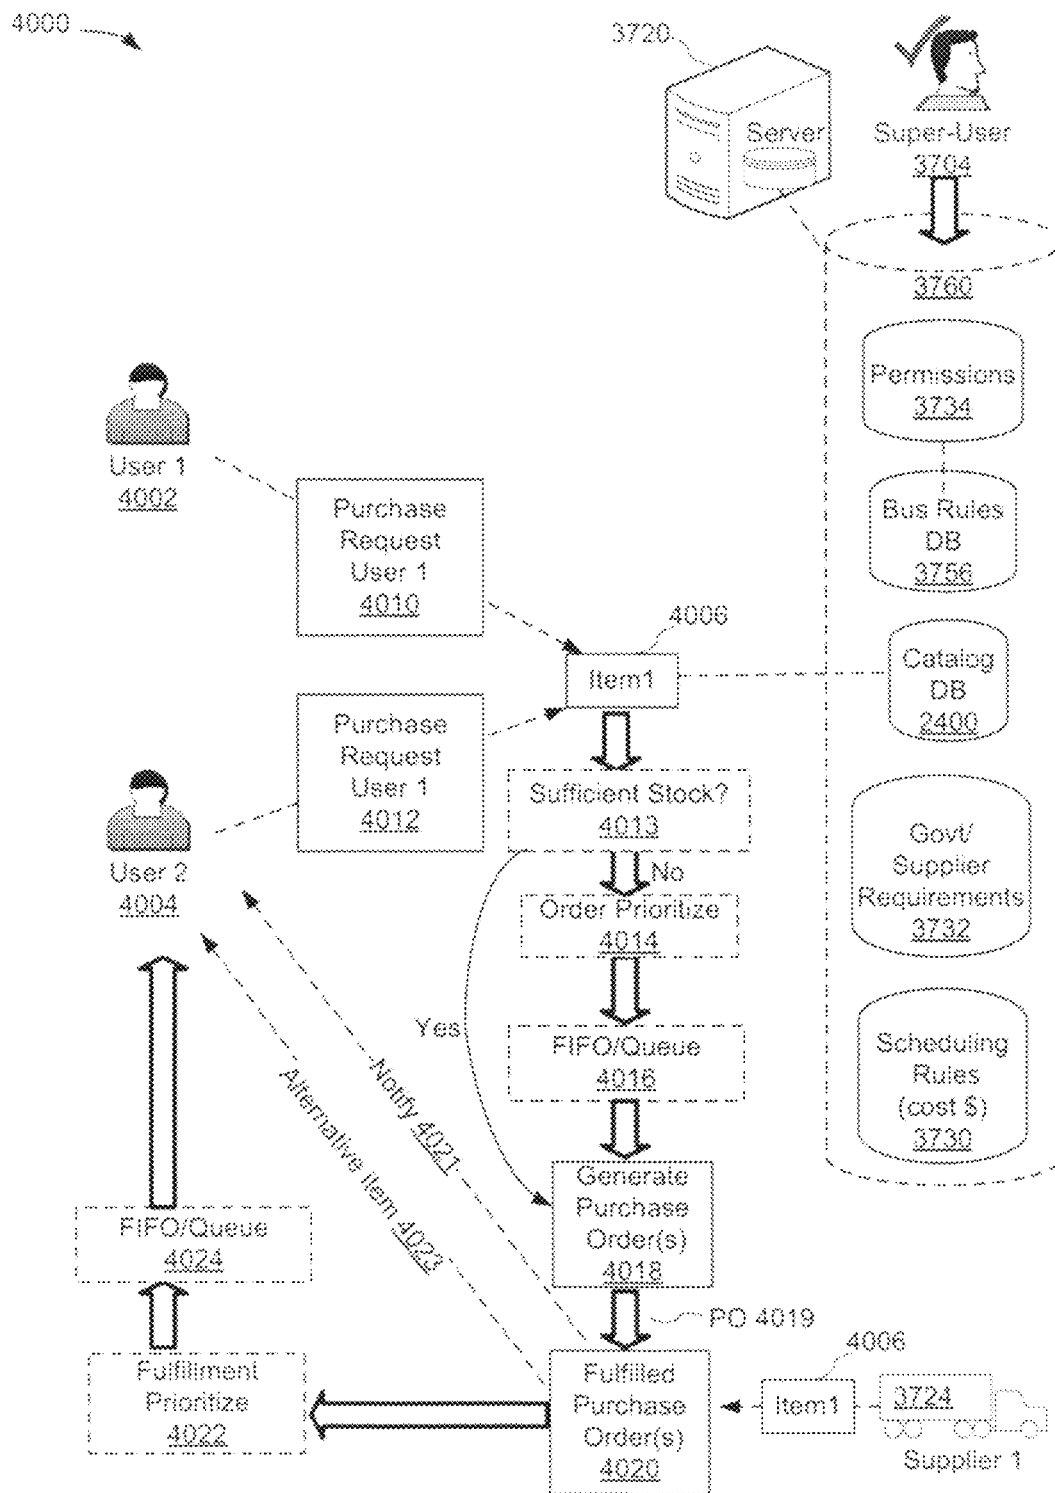 4000
3720
Server
Super-User
3704
3760
Permissions
3734
Bus Rules
DB
3756
Catalog
DB
2400
Govt/
Supplier
Requirements
3732
Scheduling
Rules
(cost $)
3730
User 1
4002
Purchase
Request
User 1
4010
4006
Item1
Purchase
Request
User 1
4012
User 2
4004
Sufficient Stock?
4013
No
Order Prioritize
4014
Yes
FIFO/Queue
4016
Notify 4021
Alternative item 4023
Generate
Purchase
Order(s)
4018
FIFO/Queue
4024
PO 4019
Fulfillment
Prioritize
4022
Fulfilled
Purchase
Order(s)
4020
4006
Item1
3724
Supplier 1